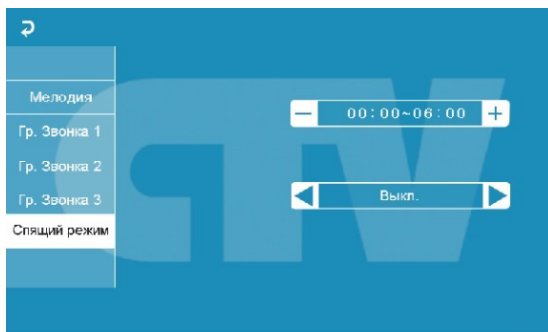 Мелодия
Гр. Звонка 1
Гр. Звонка 2
Гр. Звонка 3
Спящий режим
00:00~06:00
Выкл.
CTV